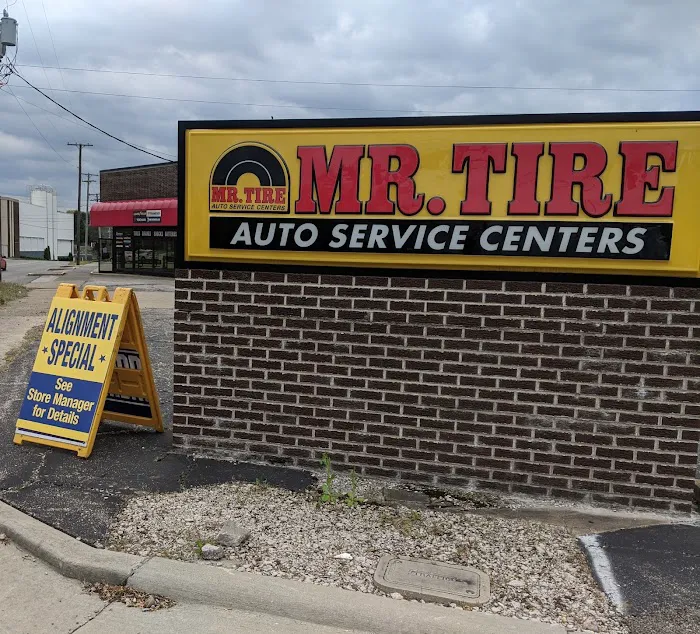 MR. TIRE
AUTO SERVICE CENTERS
MR. TIRE
AUTO SERVICE CENTERS
ALIGNMENT
SPECIAL
See
Store Manager
for Details